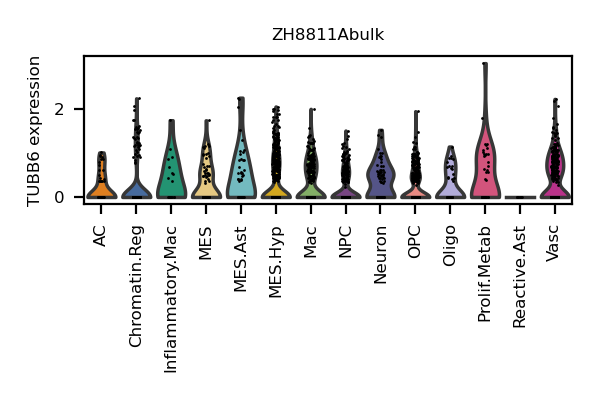 ZH8811Abulk
TUBB6 expression
2
0
AC
Chromatin.Reg
Inflammatory.Mac
MES
MES.Ast
MES.Hyp
Mac
NPC
Neuron
OPC
Oligo
Prolif.Metab
Reactive.Ast
Vasc